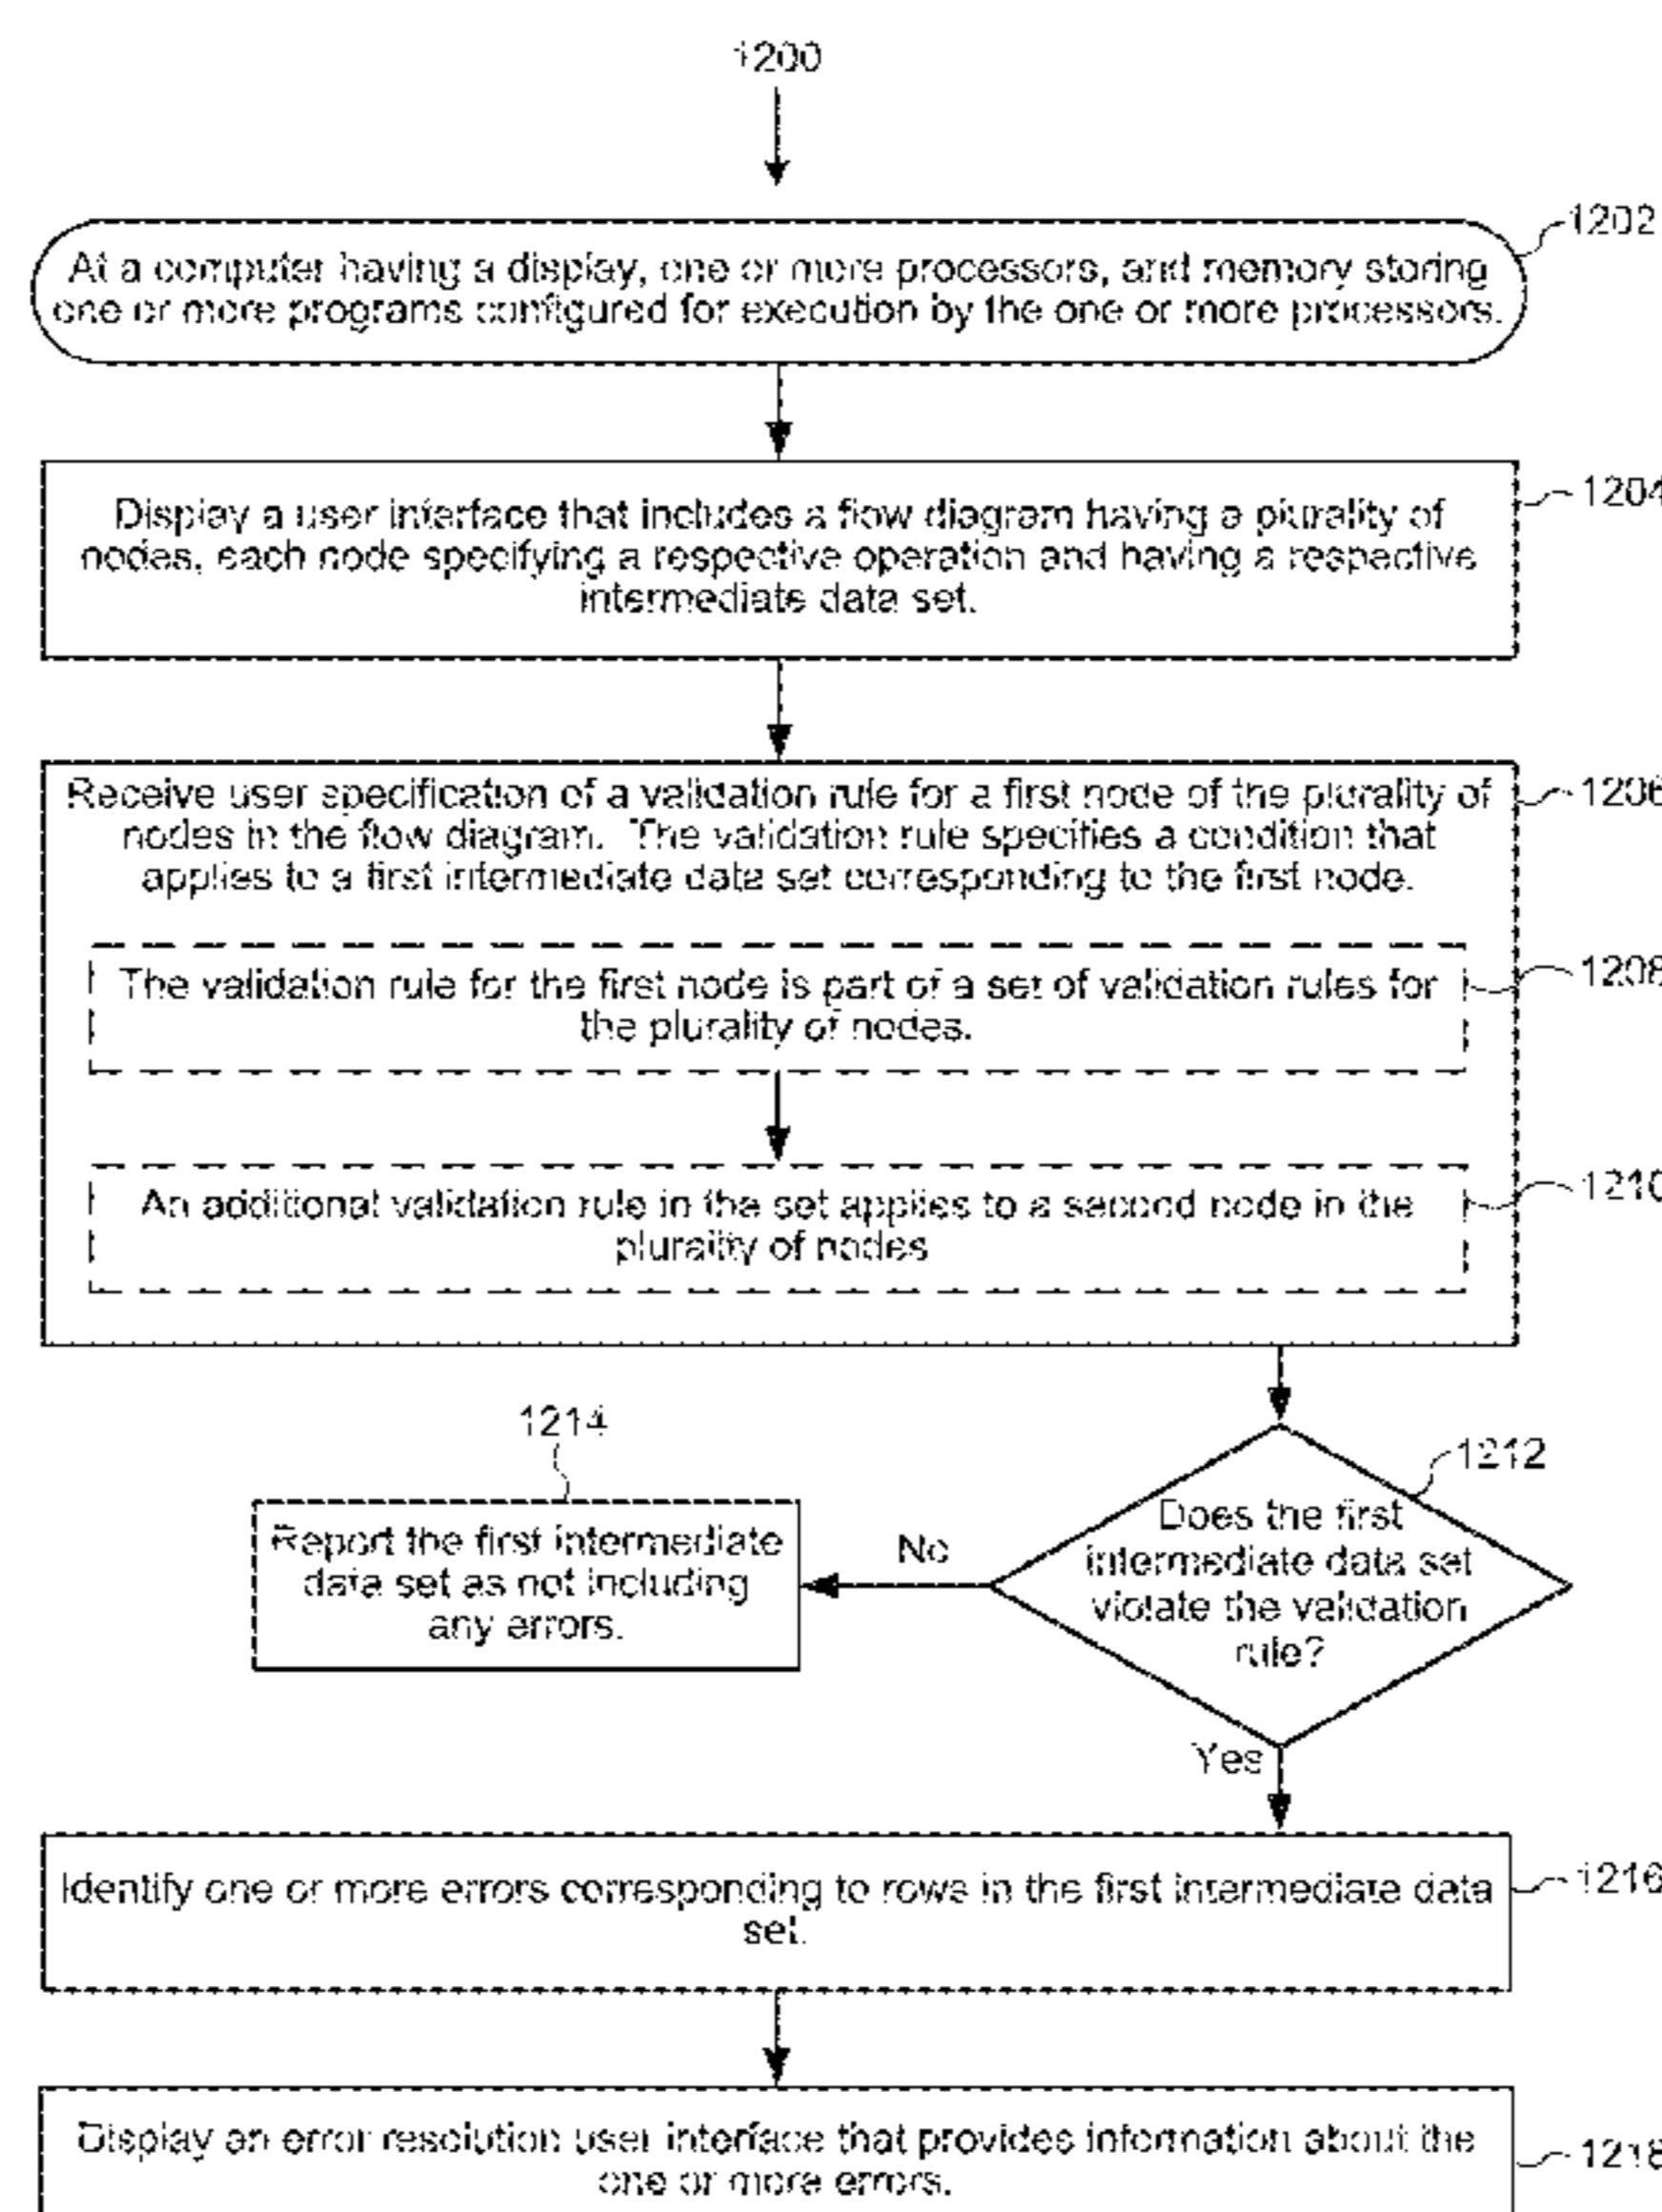 1200
1202
At a computer having a display, one or more processors, and memory storing
one or more programs configured for execution by the one or more processors.
1204
Display a user interface that includes a flow diagram having a plurality of
nodes, each node specifying a respective operation and having a respective
intermediate data set.
1206
Receive user specification of a validation rule for a first node of the plurality of
nodes in the flow diagram. The validation rule specifies a condition that
applies to a first intermediate data set corresponding to the first node.
1208
The validation rule for the first node is part of a set of validation rules for
the plurality of nodes.
1210
An additional validation rule in the set applies to a second node in the
plurality of nodes
1214
Report the first intermediate
data set as not including
any errors.
No
1212
Does the first
intermediate data set
violate the validation
rule?
Yes
1216
Identify one or more errors corresponding to rows in the first intermediate data
set.
1218
Display an error resolution user interface that provides information about the
one or more errors.